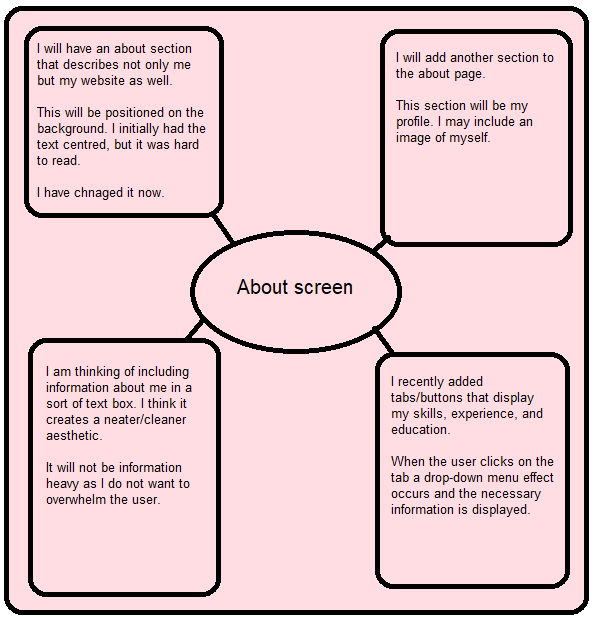 I will have an about section
that describes not only me
but my website as well.
This will be positioned on the
background. I initially had the
text centred, but it was hard
to read.
I have chnaged it now.
I will add another section to
the about page.
This section will be my
profile. I may include an
image of myself.
About screen
I am thinking of including
information about me in a
sort of text box. I think it
creates a neater/cleaner
aesthetic.
It will not be information
heavy as I do not want to
overwhelm the user.
I recently added
tabs/buttons that display
my skills, experience, and
education.
When the user clicks on the
tab a drop-down menu effect
occurs and the necessary
information is displayed.